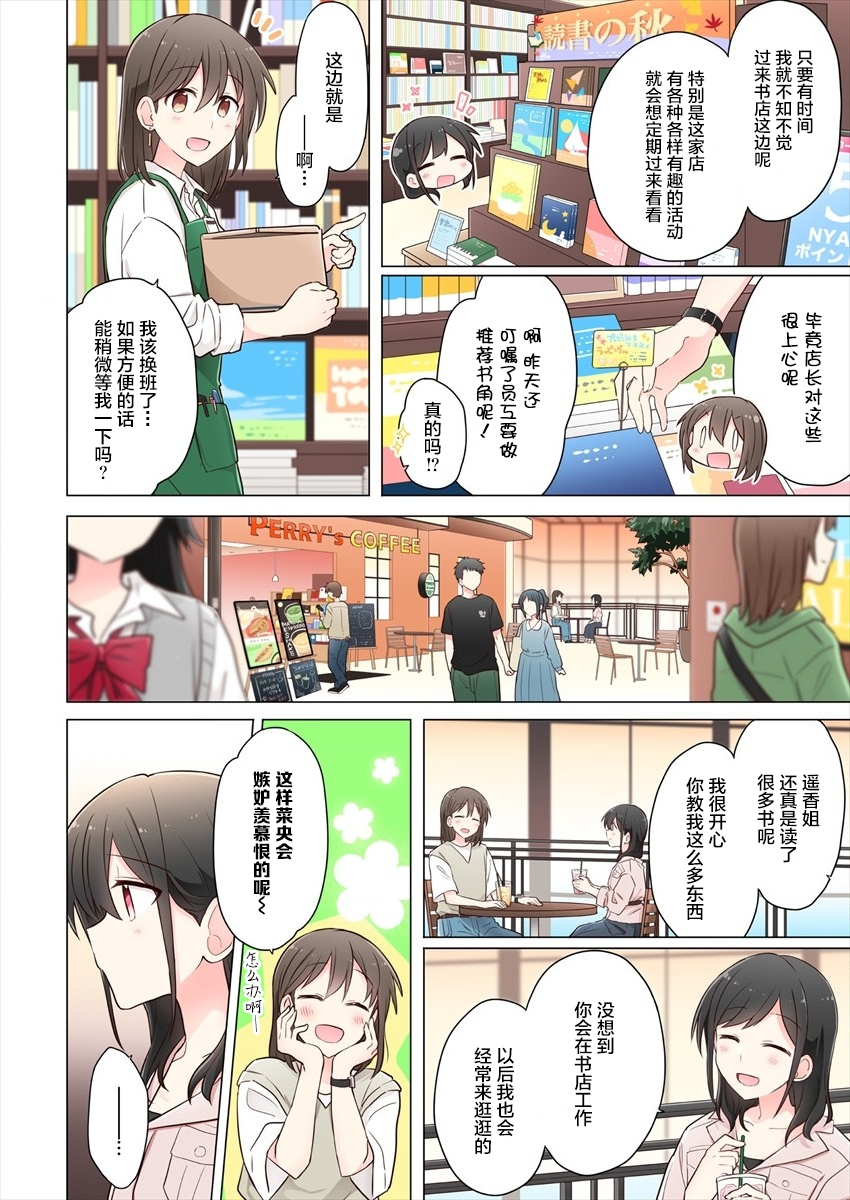 読書の秋
只要有时间
我就不知不觉
过来书店这边呢
特别是这家店
有各种各样有趣的活动
就会想定期过来看看
NYA
ポイン
这边就是
——啊…
我该换班了…
如果方便的话
能稍微等我一下吗?
毕竟店长对这些
很上心呢
啊 昨天还
叮嘱了员工要做
推荐书角呢!
真的吗!?
PERRY's COFFEE
遥香姐
还真是读了
很多书呢
我很开心
你教我这么多东西
没想到
你会在书店工作
以后我也会
经常来逛逛的
这样菜央会
嫉妒羡慕恨的呢~
怎么办啊—
——…